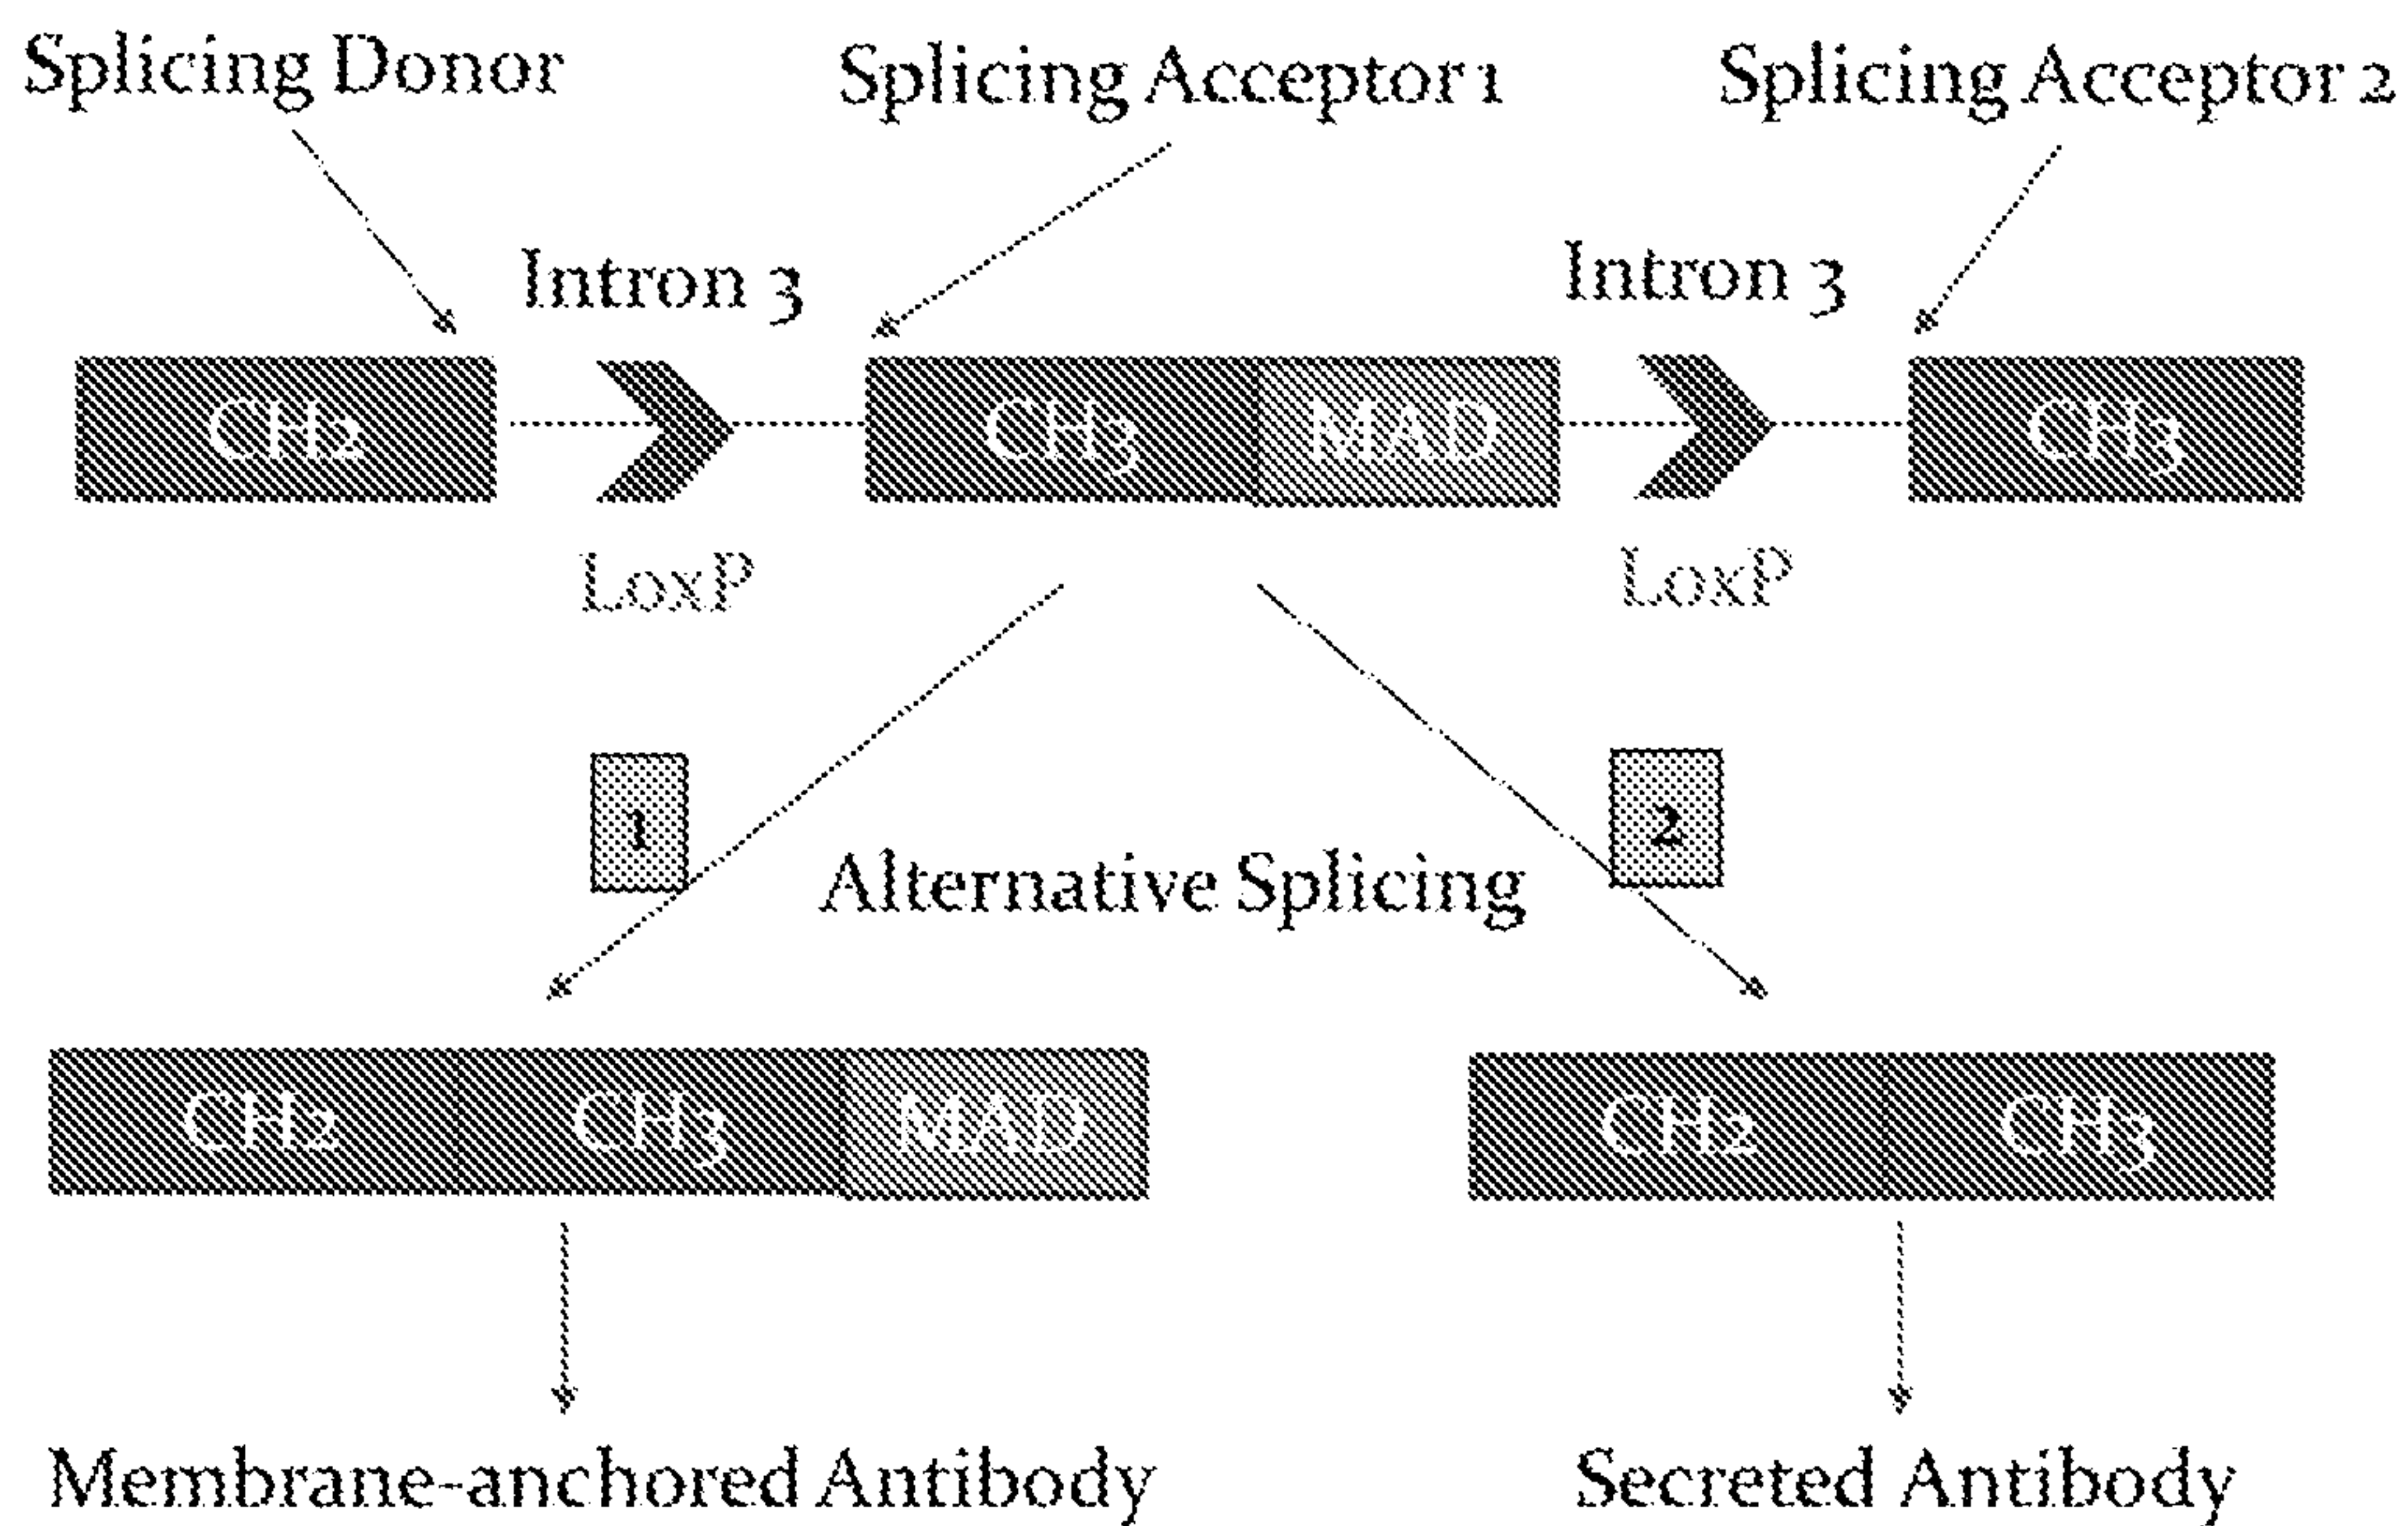 Splicing Donor
Splicing Acceptor 1
Splicing Acceptor 2
Intron 3
Intron 3
CH2
CH3
MAD
CH3
LoxP
LoxP
1
2
Alternative Splicing
CH2
CH3
MAD
CH2
CH3
Membrane-anchored Antibody
Secreted Antibody